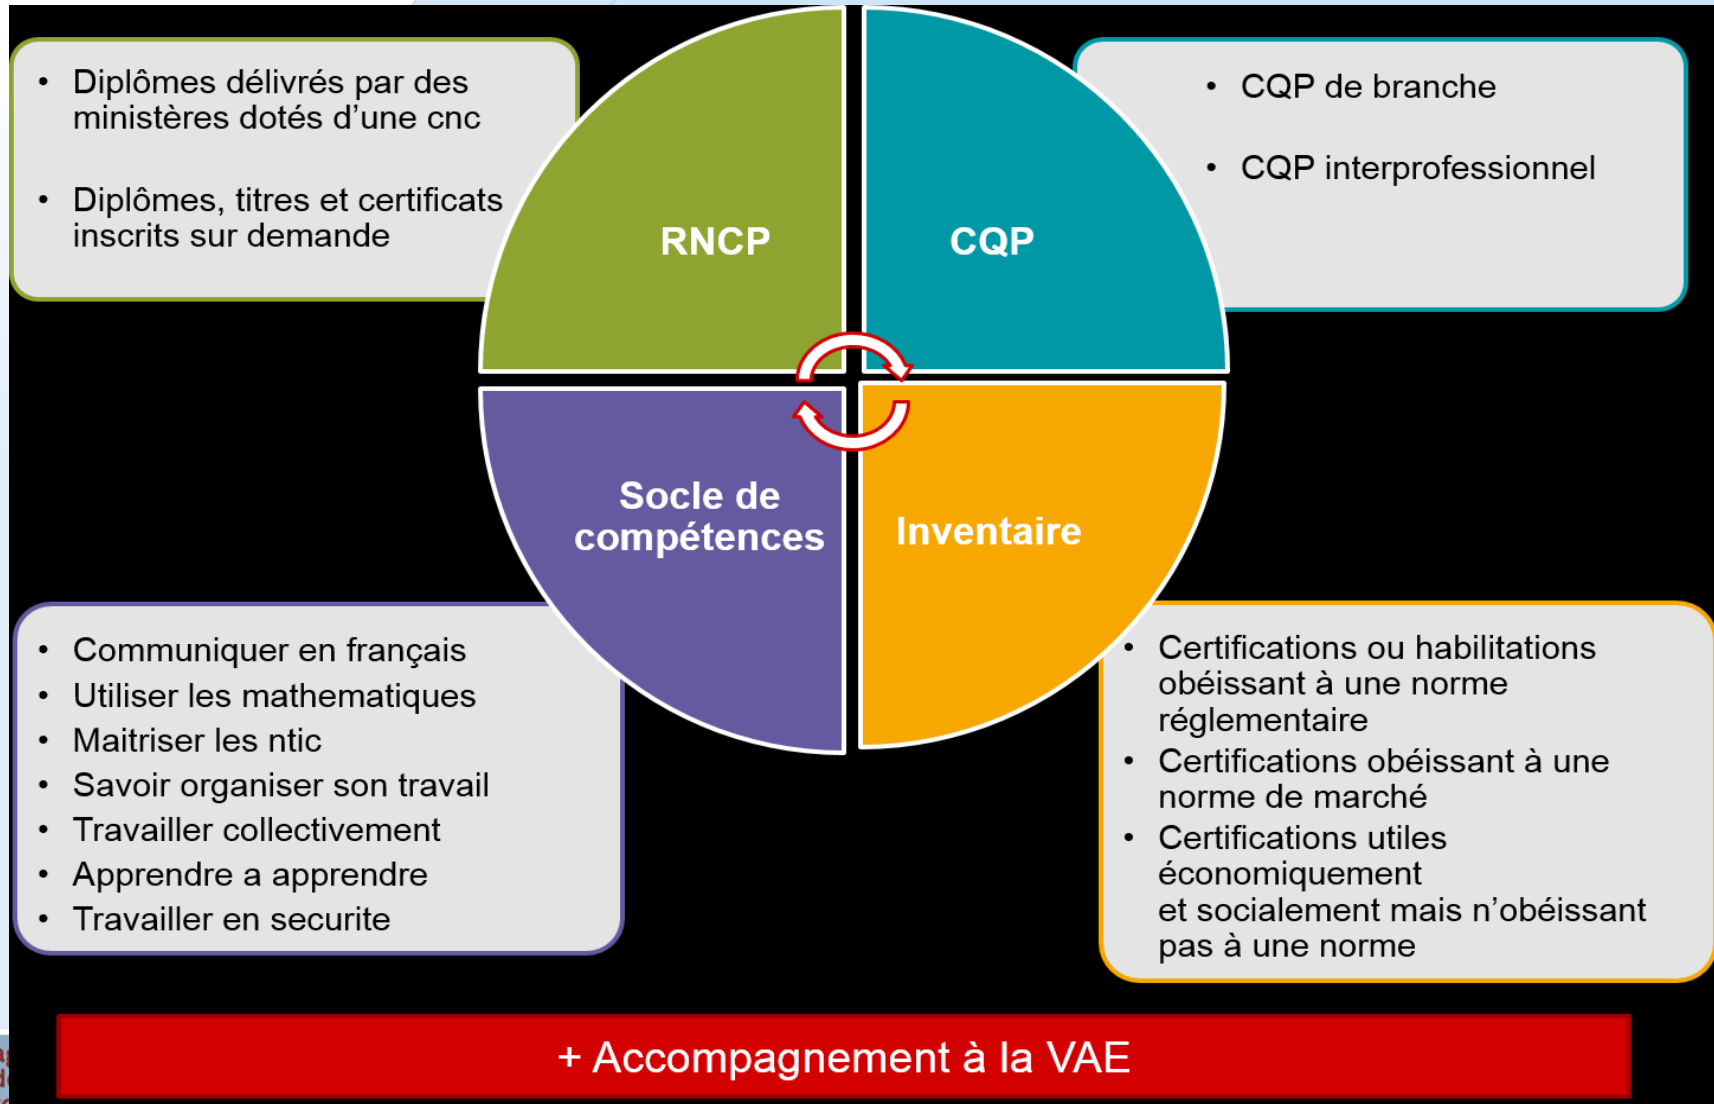 • Diplômes délivrés par des
ministères dotés d’une cnc
• Diplômes, titres et certificats
inscrits sur demande
RNCP
CQP
• CQP de branche
• CQP interprofessionnel
Socle de
compétences
Inventaire
• Communiquer en français
• Utiliser les mathematiques
• Maitriser les ntic
• Savoir organiser son travail
• Travailler collectivement
• Apprendre a apprendre
• Travailler en securite
• Certifications ou habilitations
obéissant à une norme
réglementaire
• Certifications obéissant à une
norme de marché
• Certifications utiles
économiquement
et socialement mais n’obéissant
pas à une norme
+ Accompagnement à la VAE